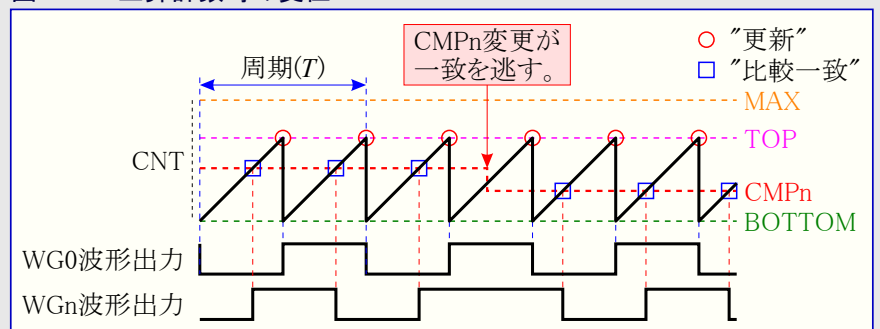 CMPn変更が
一致を逃す。
"更新"
"比較一致"
周期(T)
MAX
TOP
CNT
CMPn
BOTTOM
WG0波形出力
WGn波形出力